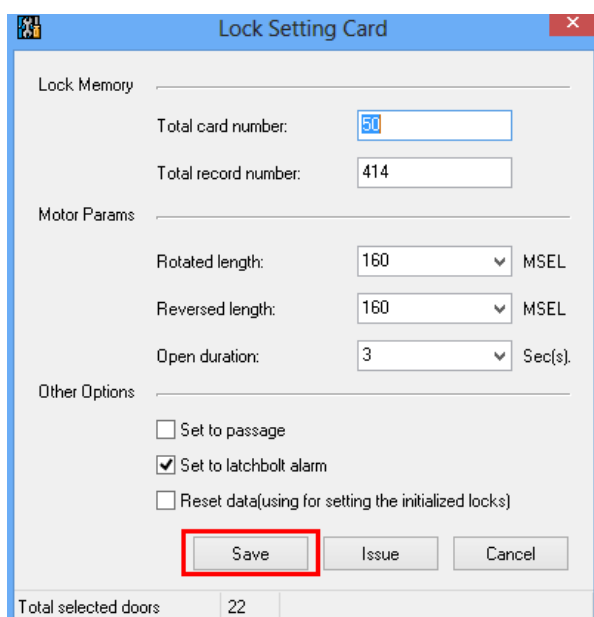 Lock Setting Card
Lock Memory
Total card number: 50
Total record number: 414
Motor Params
Rotated length: 160 MSEL
Reversed length: 160 MSEL
Open duration: 3 Sec(s).
Other Options
Set to passage
Set to latchbolt alarm
Reset data(using for setting the initialized locks)
Save Issue Cancel
Total selected doors 22